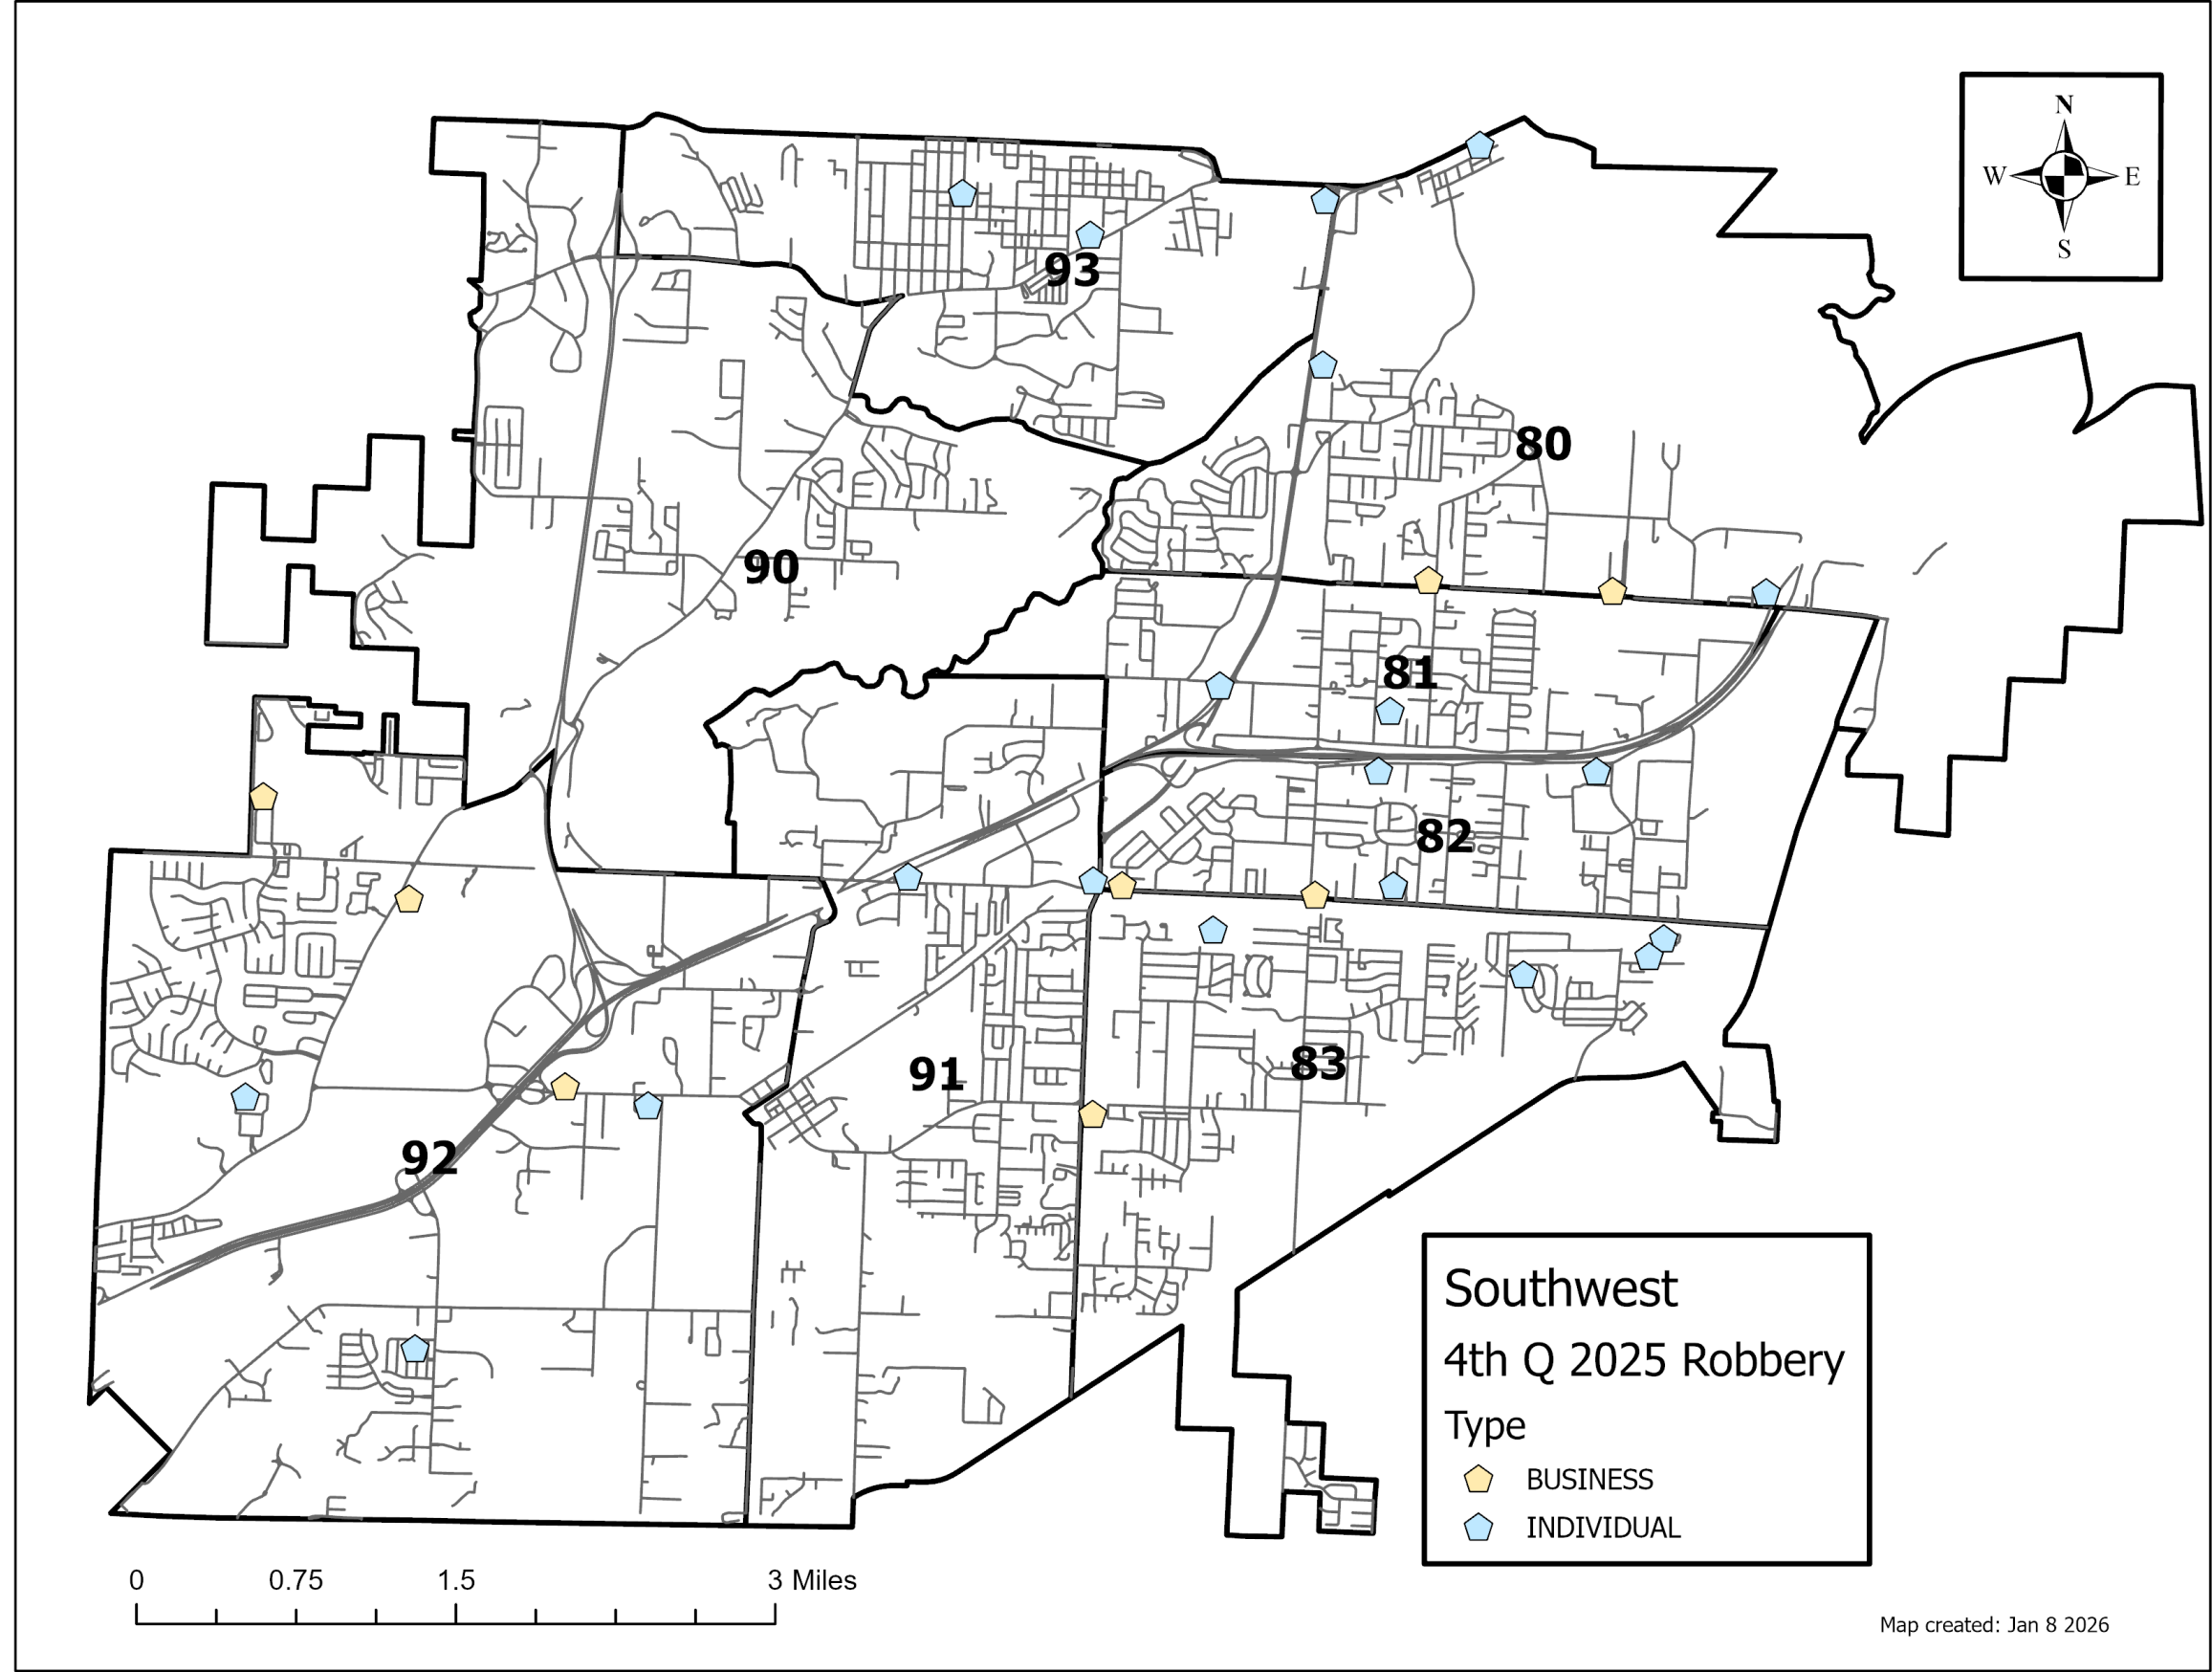 N
W E
S
93
80
90
81
82
91
83
92
Southwest
4th Q 2025 Robbery
Type
BUSINESS
INDIVIDUAL
0 0.75 1.5 3 Miles
Map created: Jan 8 2026